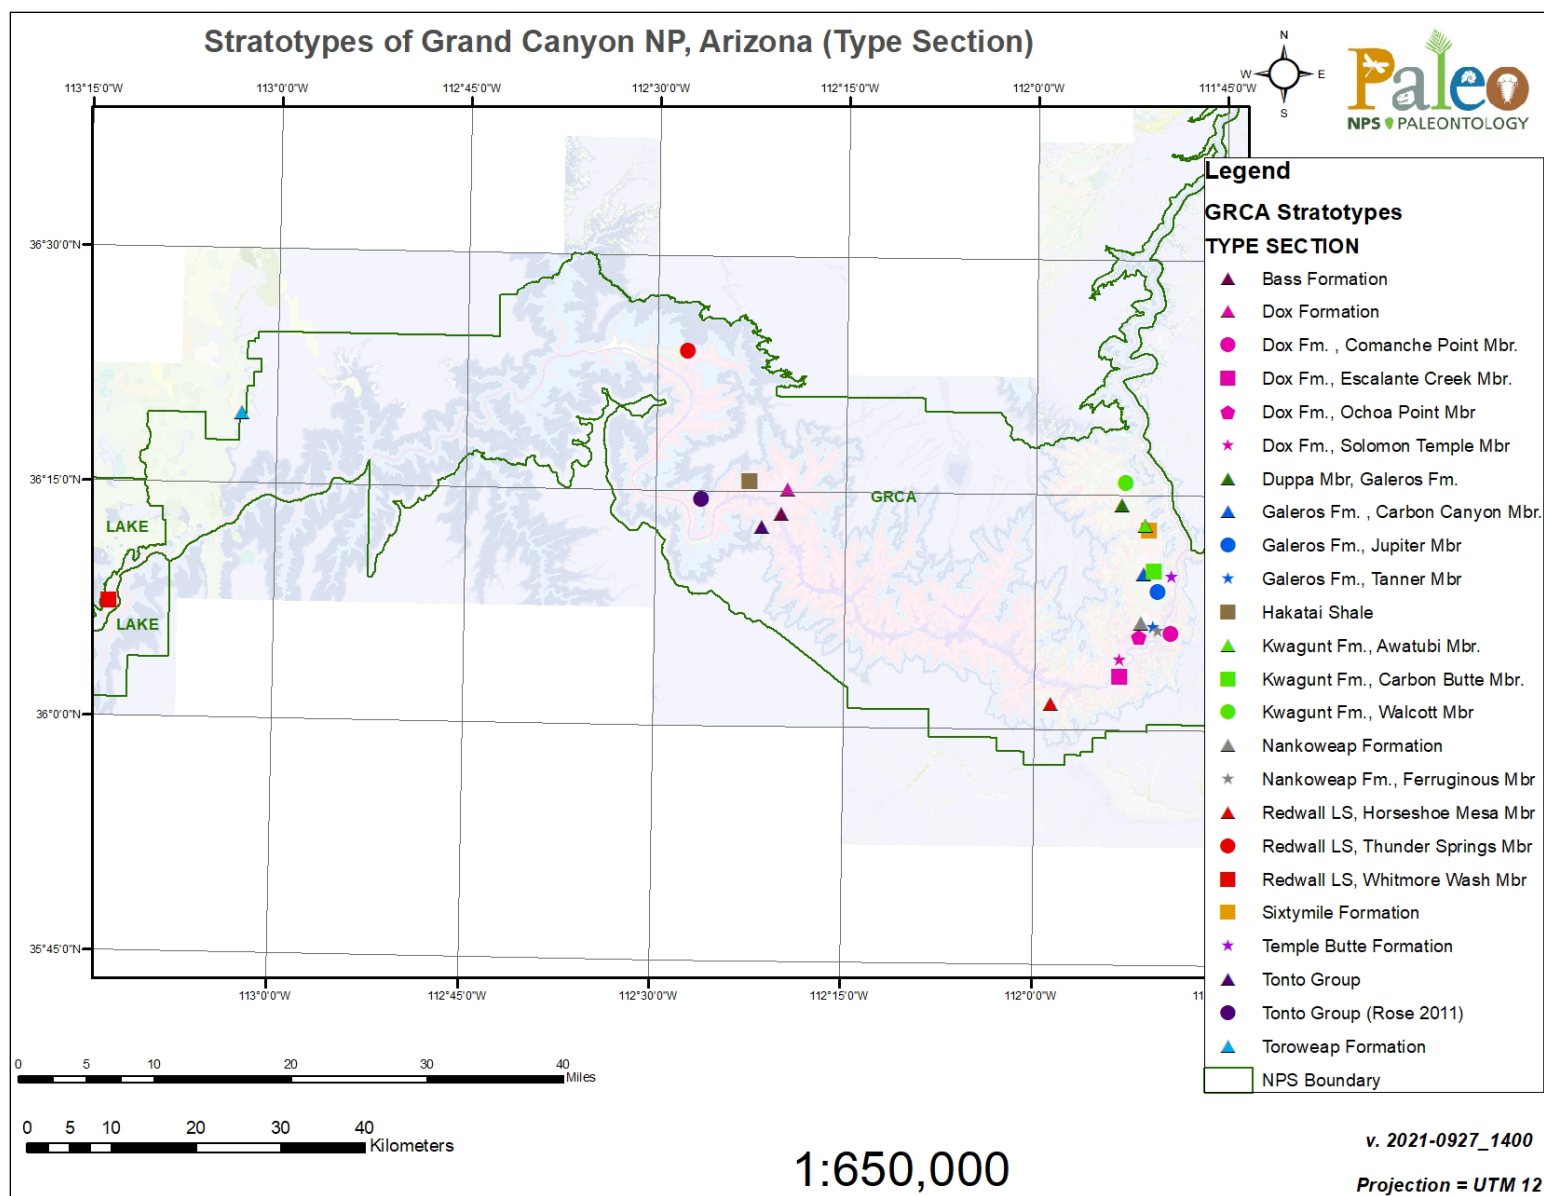 Stratotypes of Grand Canyon NP, Arizona (Type Section)
N
W E
S
Paleo
NPS PALEONTOLOGY
113°15'0"W 113°0'0"W 112°45'0"W 112°30'0"W 112°15'0"W 112°0'0"W 111°45'0"W
36°30'0"N
36°15'0"N
36°0'0"N
35°45'0"N
LAKE
LAKE
GRCA
113°0'0"W 112°45'0"W 112°30'0"W 112°15'0"W 112°0'0"W 11
Legend
GRCA Stratotypes
TYPE SECTION
Bass Formation
Dox Formation
Dox Fm. , Comanche Point Mbr.
Dox Fm., Escalante Creek Mbr.
Dox Fm., Ochoa Point Mbr
Dox Fm., Solomon Temple Mbr
Duppa Mbr, Galeros Fm.
Galeros Fm. , Carbon Canyon Mbr.
Galeros Fm., Jupiter Mbr
Galeros Fm., Tanner Mbr
Hakatai Shale
Kwagunt Fm., Awatubi Mbr.
Kwagunt Fm., Carbon Butte Mbr.
Kwagunt Fm., Walcott Mbr
Nankoweap Formation
Nankoweap Fm., Ferruginous Mbr
Redwall LS, Horseshoe Mesa Mbr
Redwall LS, Thunder Springs Mbr
Redwall LS, Whitmore Wash Mbr
Sixtymile Formation
Temple Butte Formation
Tonto Group
Tonto Group (Rose 2011)
Toroweap Formation
NPS Boundary
0 5 10 20 30 40
Miles
0 5 10 20 30 40
Kilometers
1:650,000
v. 2021-0927_1400
Projection = UTM 12